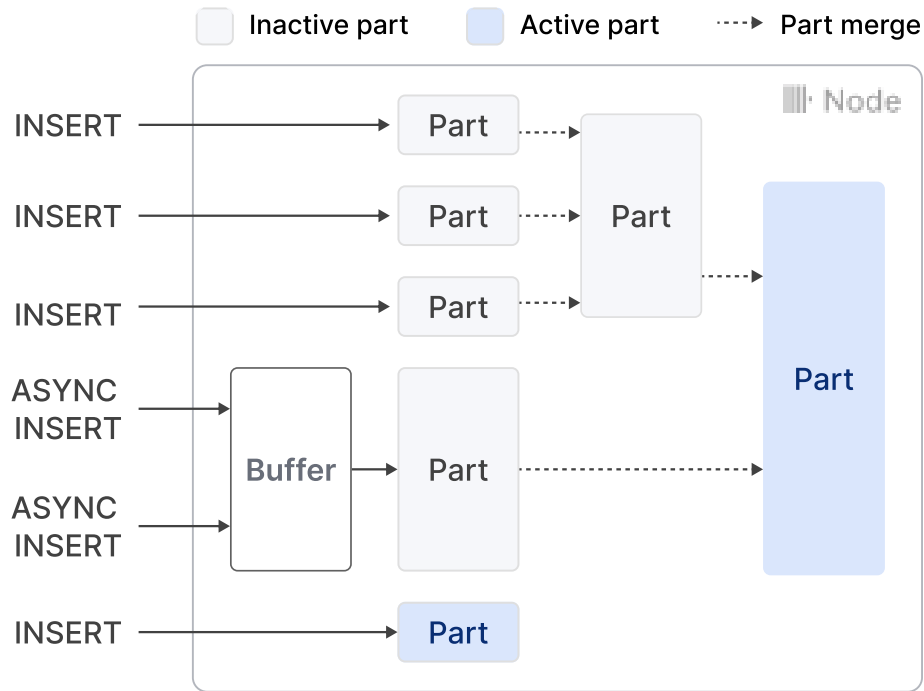 Inactive part
Active part
Part merge
Node
INSERT
Part
INSERT
Part
Part
INSERT
Part
Part
ASYNC
INSERT
Buffer
Part
ASYNC
INSERT
INSERT
Part